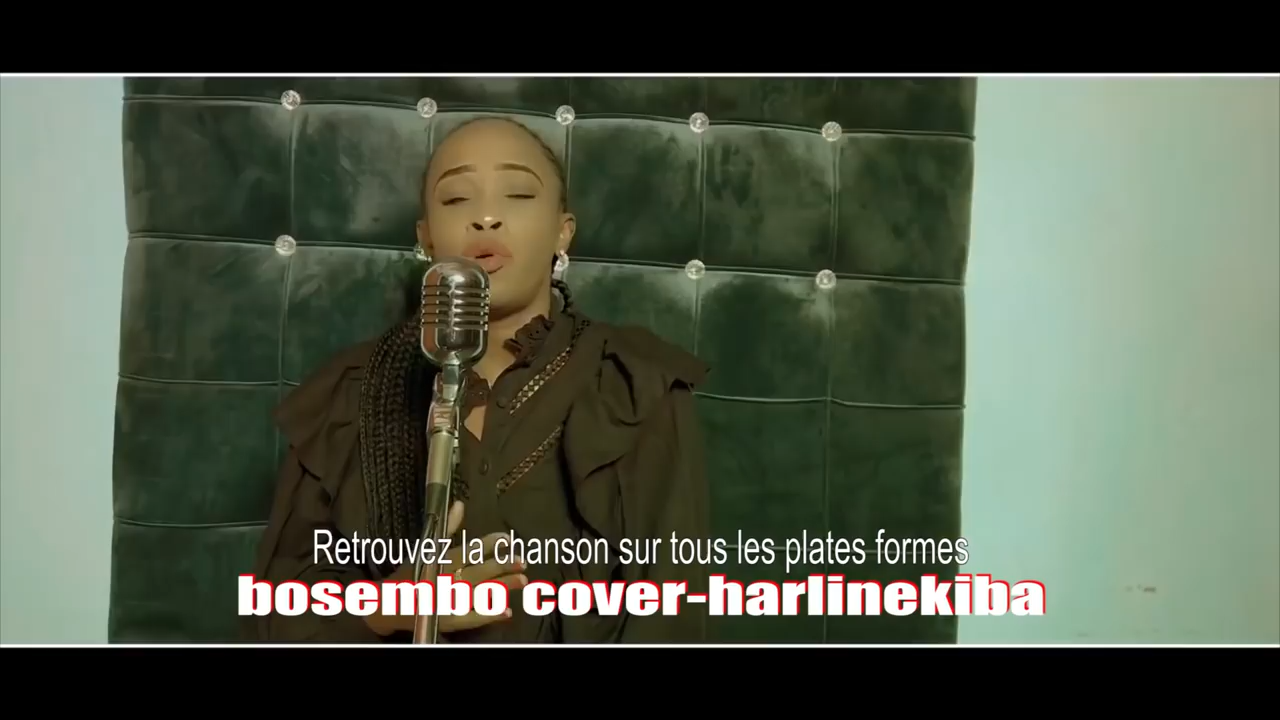 Retrouvez la chanson sur tous les plates formes
bosembo cover-harlinekiba